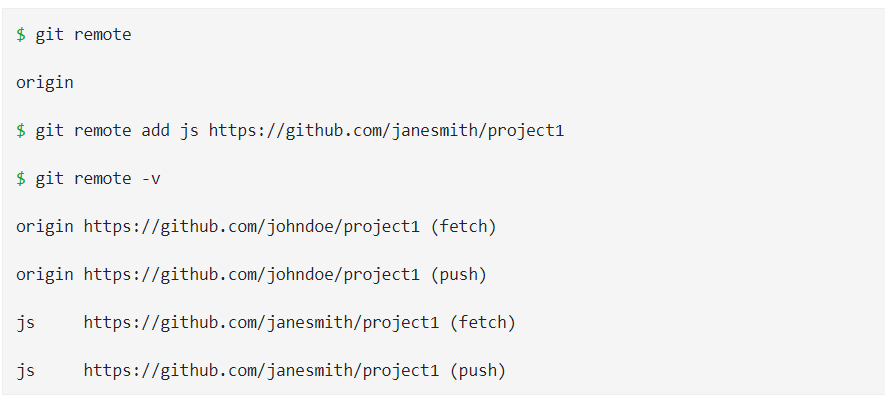 $ git remote
origin
$ git remote add js https://github.com/janesmith/project1
$ git remote -v
origin https://github.com/johndoe/project1 (fetch)
origin https://github.com/johndoe/project1 (push)
js     https://github.com/janesmith/project1 (fetch)
js     https://github.com/janesmith/project1 (push)